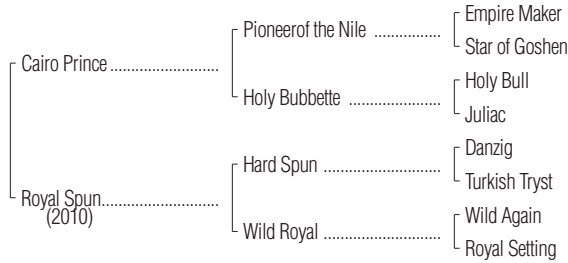 Empire Maker
Pioneerof the Nile ..................
Star of Goshen
Cairo Prince .............................
Holy Bull
Holy Bubbette ........................
Juliac
Danzig
Hard Spun ...............................
Turkish Tryst
Royal Spun...............................
(2010)
Wild Again
Wild Royal ................................
Royal Setting